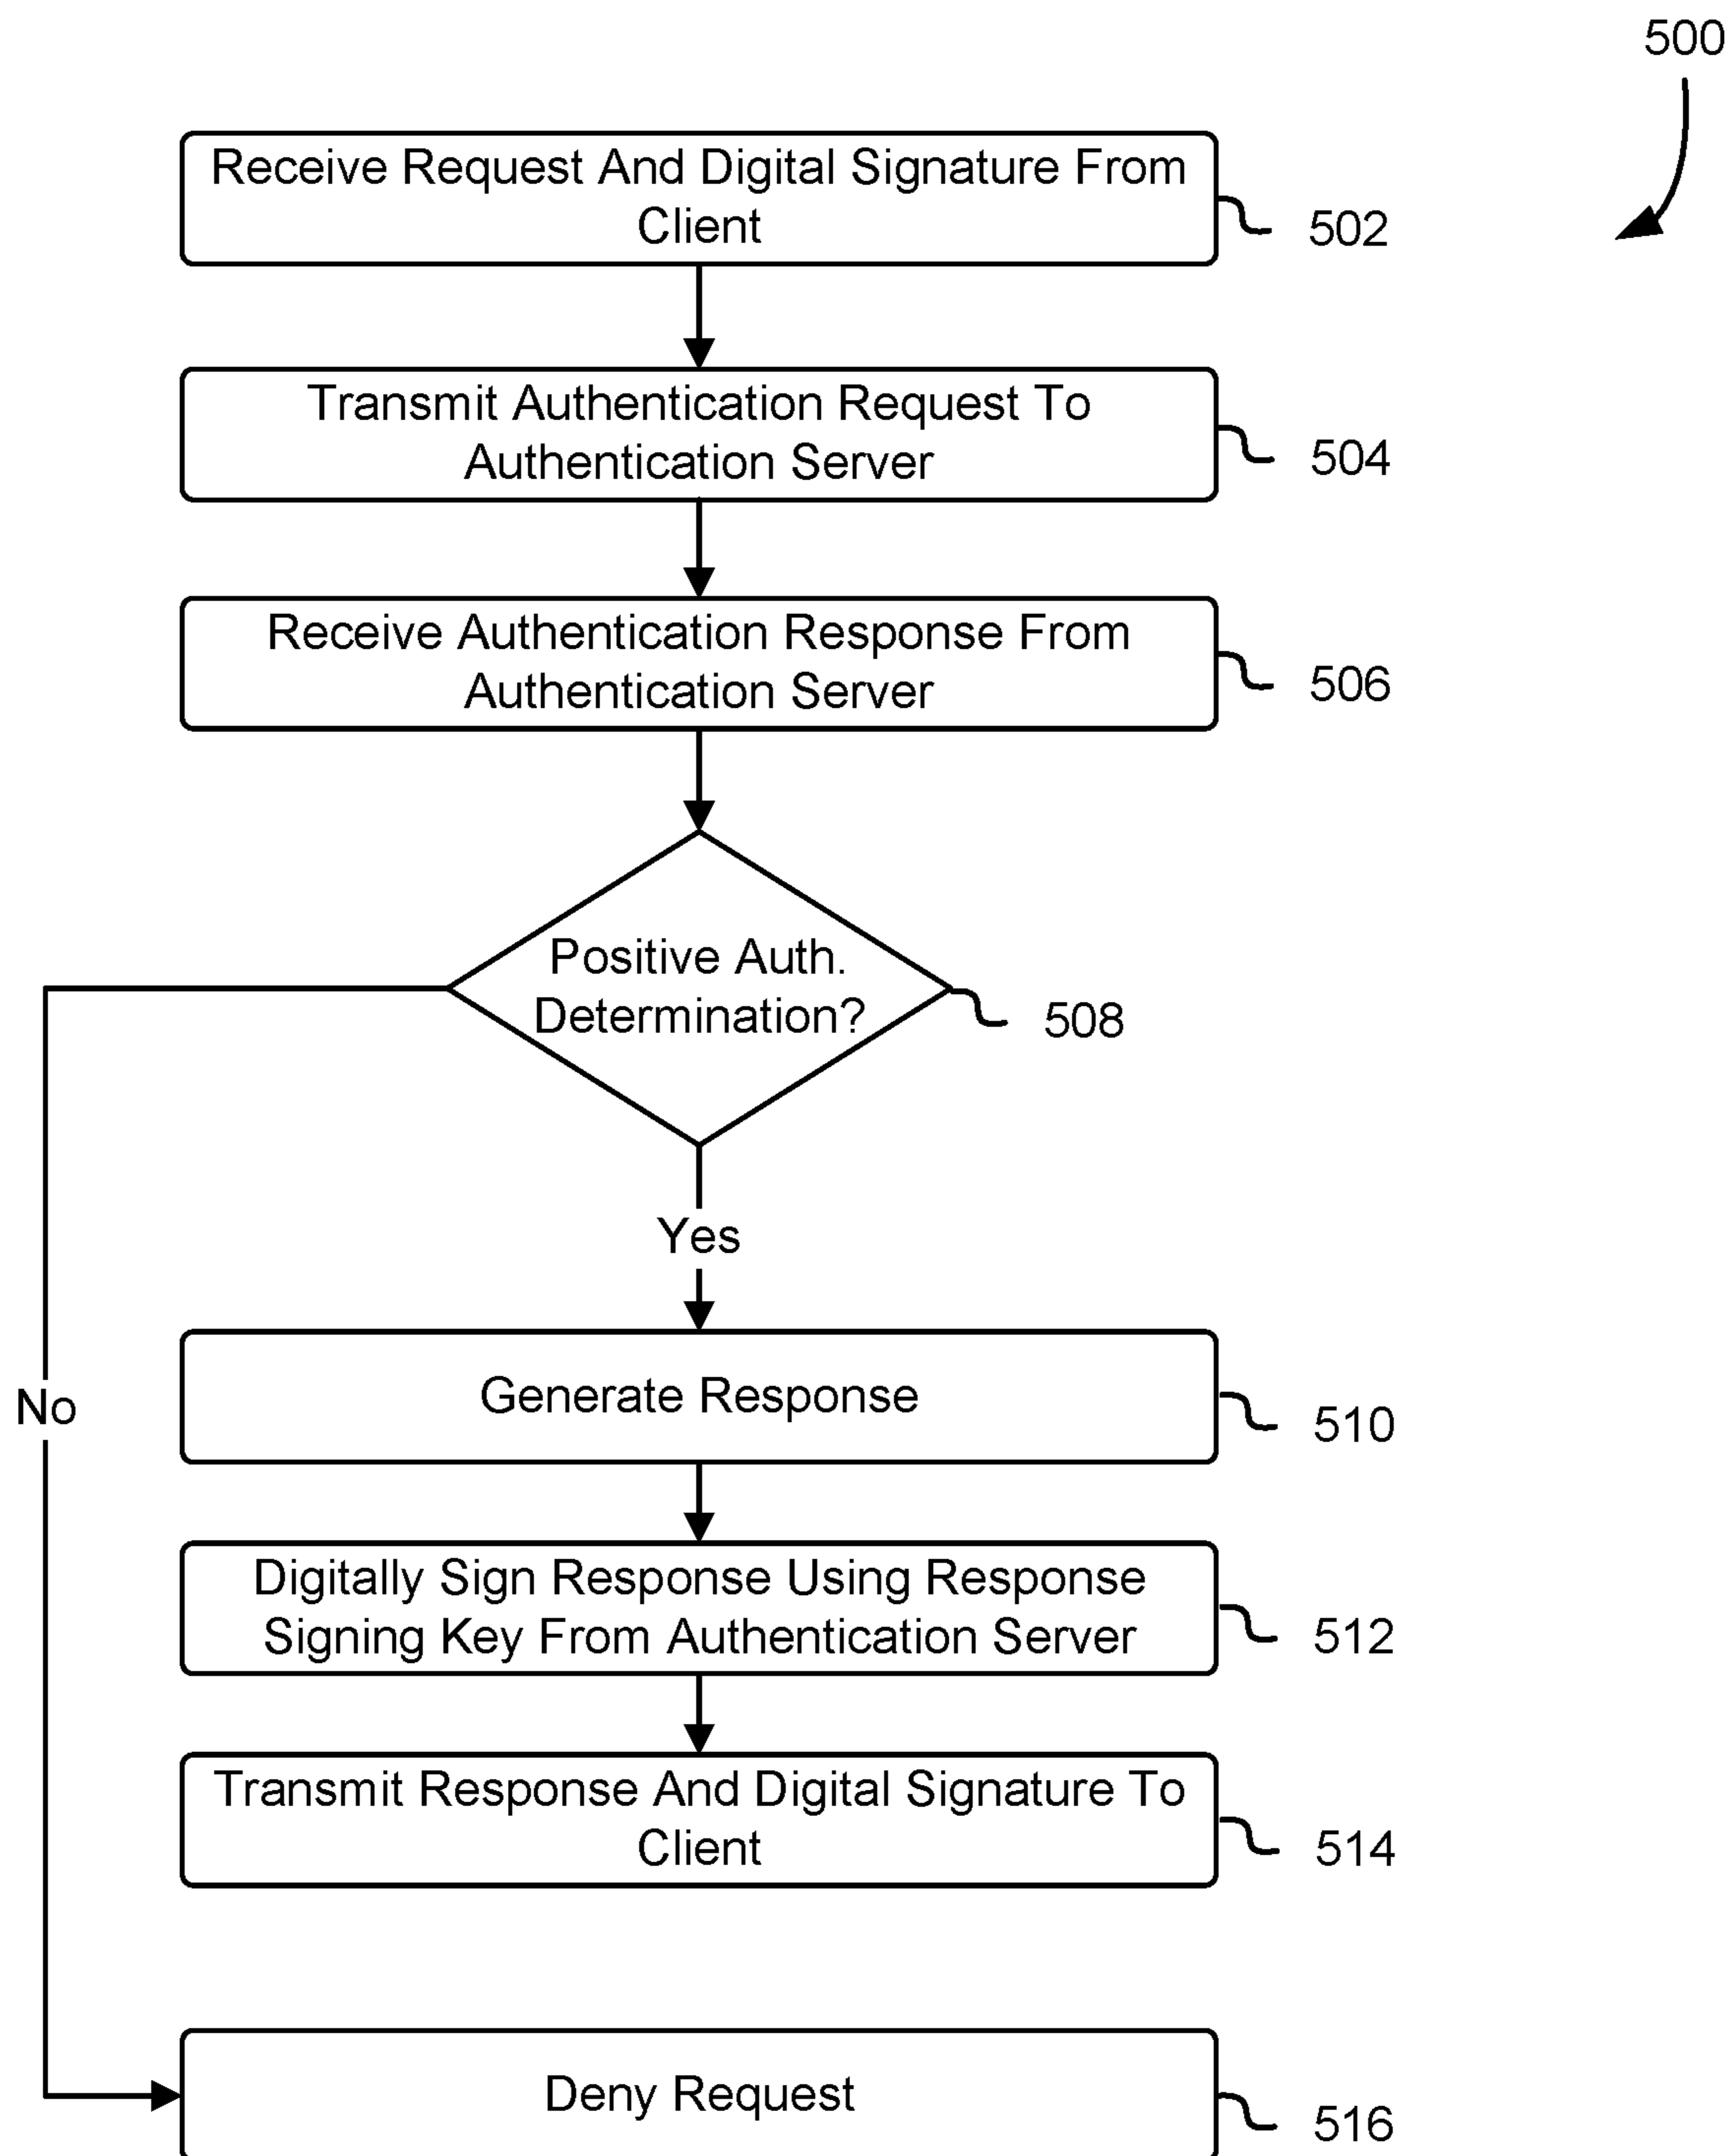 500
Receive Request And Digital Signature From
Client
502
Transmit Authentication Request To
Authentication Server
504
Receive Authentication Response From
Authentication Server
506
Positive Auth.
Determination?
508
Yes
No
Generate Response
510
Digitally Sign Response Using Response
Signing Key From Authentication Server
512
Transmit Response And Digital Signature To
Client
514
Deny Request
516